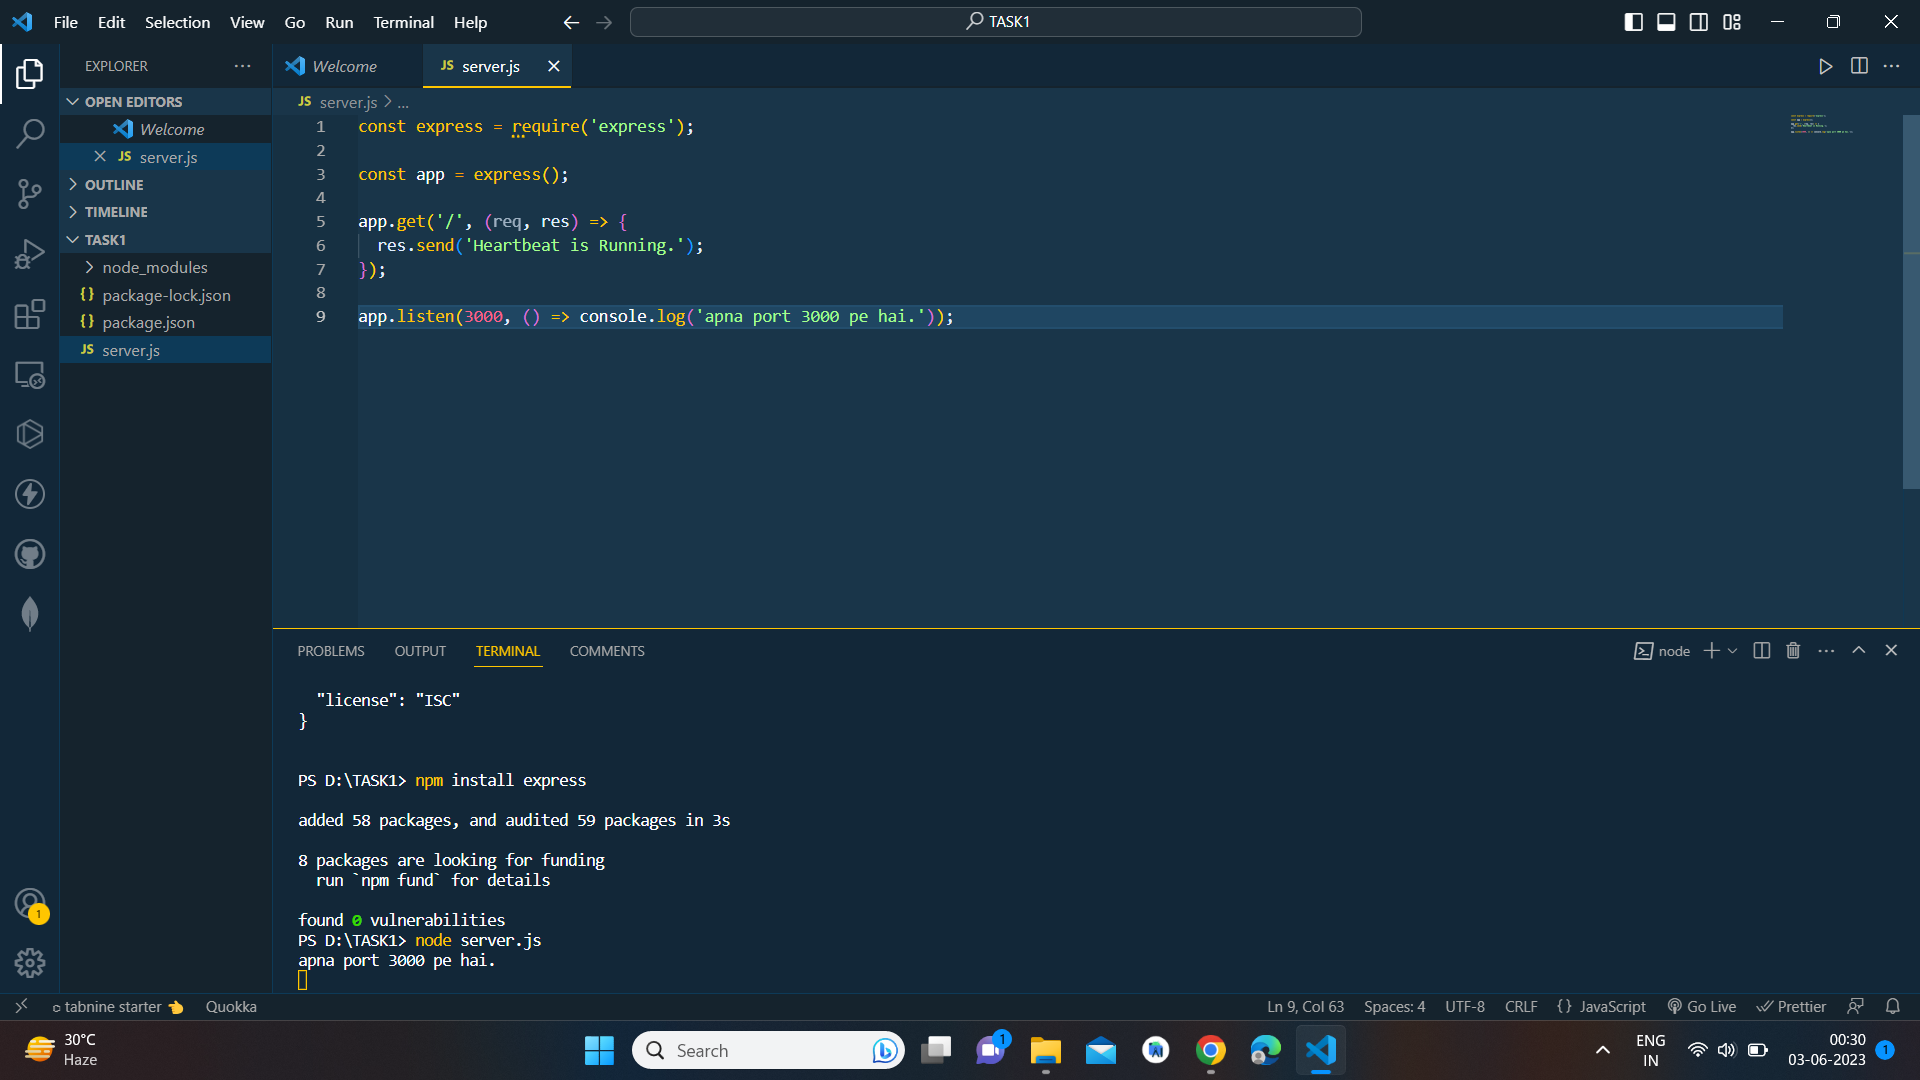 File Edit Selection View Go Run Terminal Help TASK1
EXPLORER
Welcome JS server.js
OPEN EDITORS
Welcome
JS server.js
OUTLINE
TIMELINE
TASK1
node_modules
{} package-lock.json
{} package.json
JS server.js
JS server.js > ...
1 const express = require('express');
2
3 const app = express();
4
5 app.get('/', (req, res) => {
6 res.send('Heartbeat is Running.');
7 });
8
9 app.listen(3000, () => console.log('apna port 3000 pe hai.'));
PROBLEMS OUTPUT TERMINAL COMMENTS node
"license": "ISC"
}
PS D:\TASK1> npm install express
added 58 packages, and audited 59 packages in 3s
8 packages are looking for funding
run `npm fund` for details
found 0 vulnerabilities
PS D:\TASK1> node server.js
apna port 3000 pe hai.
1
tabnine starter Quokka Ln 9, Col 63 Spaces: 4 UTF-8 CRLF {} JavaScript Go Live Prettier
30°C
Haze
Search
1
ENG
IN
00:30
03-06-2023
1